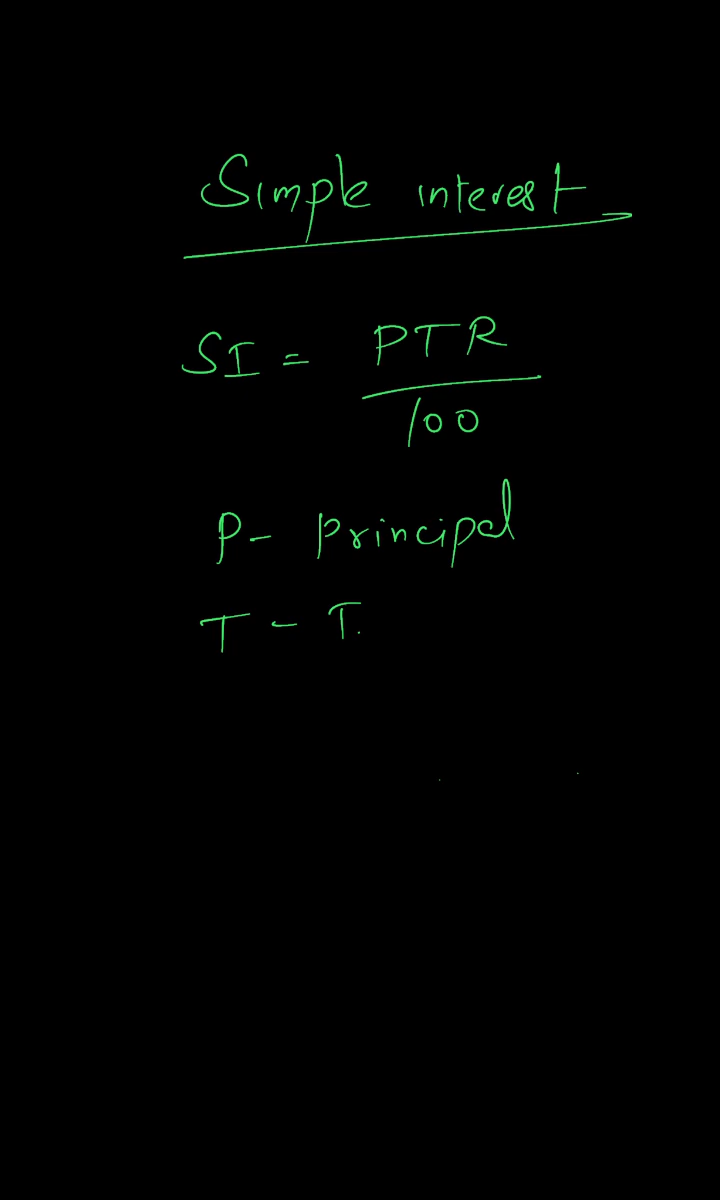 Simple interest
SI = PTR
100
P- Principal
T - T.